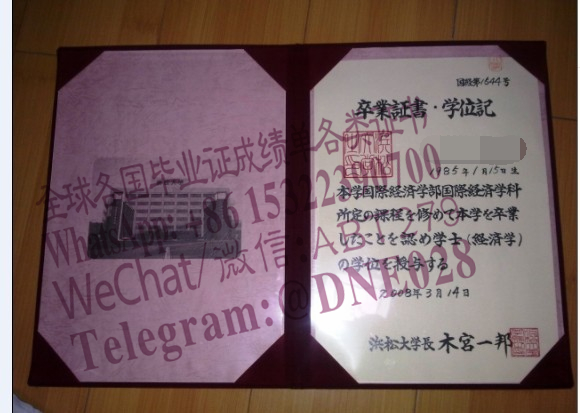 国経第1644号
卒業証書・学位記
1985年1月15日生
本学国際経済学部国際経済学科
所定の課程を修めて本学を卒業
したことを認め学士(経済学)
の学位を授与する
2008年3月14日
浜松大学長 木宮一邦
全球各国毕业证成绩单各类证书
WeChat/微信:
Telegram:@DNE828